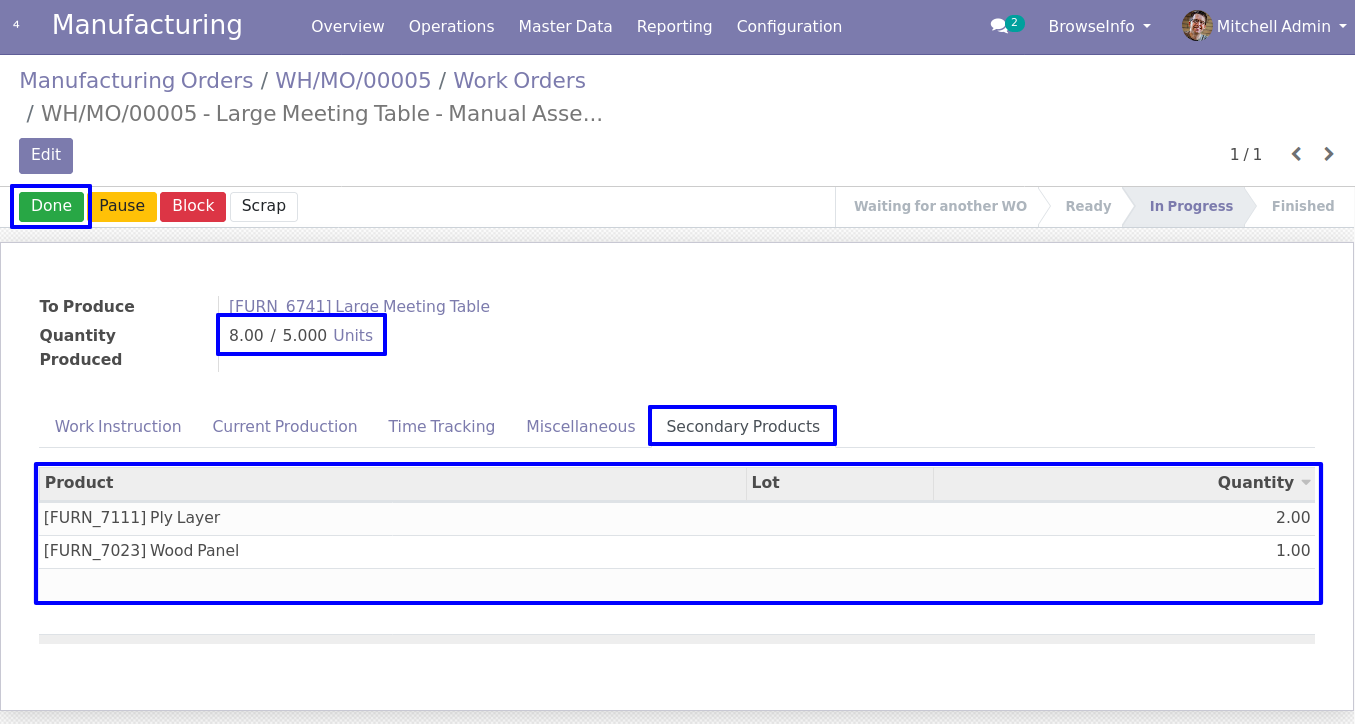 4 Manufacturing Overview Operations Master Data Reporting Configuration 2 BrowseInfo Mitchell Admin
Manufacturing Orders / WH/MO/00005 / Work Orders
/ WH/MO/00005 - Large Meeting Table - Manual Asse...
Edit 1 / 1
Done Pause Block Scrap Waiting for another WO Ready In Progress Finished
To Produce [FURN_6741] Large Meeting Table
Quantity 8.00 / 5.000 Units
Produced
Work Instruction Current Production Time Tracking Miscellaneous Secondary Products
Product Lot Quantity
[FURN_7111] Ply Layer 2.00
[FURN_7023] Wood Panel 1.00